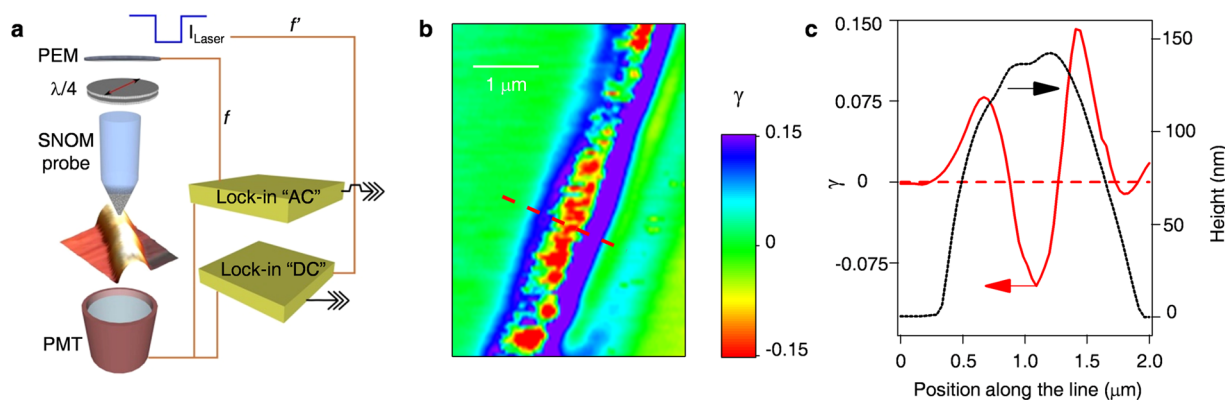 a
I Laser
f'
PEM
λ/4
f
SNOM
probe
Lock-in “AC”
Lock-in “DC”
PMT
b
1 μm
γ
0.15
0
-0.15
c
0.150
0.075
0
-0.075
γ
150
100
50
0
Height (nm)
0
0.5
1.0
1.5
2.0
Position along the line (μm)